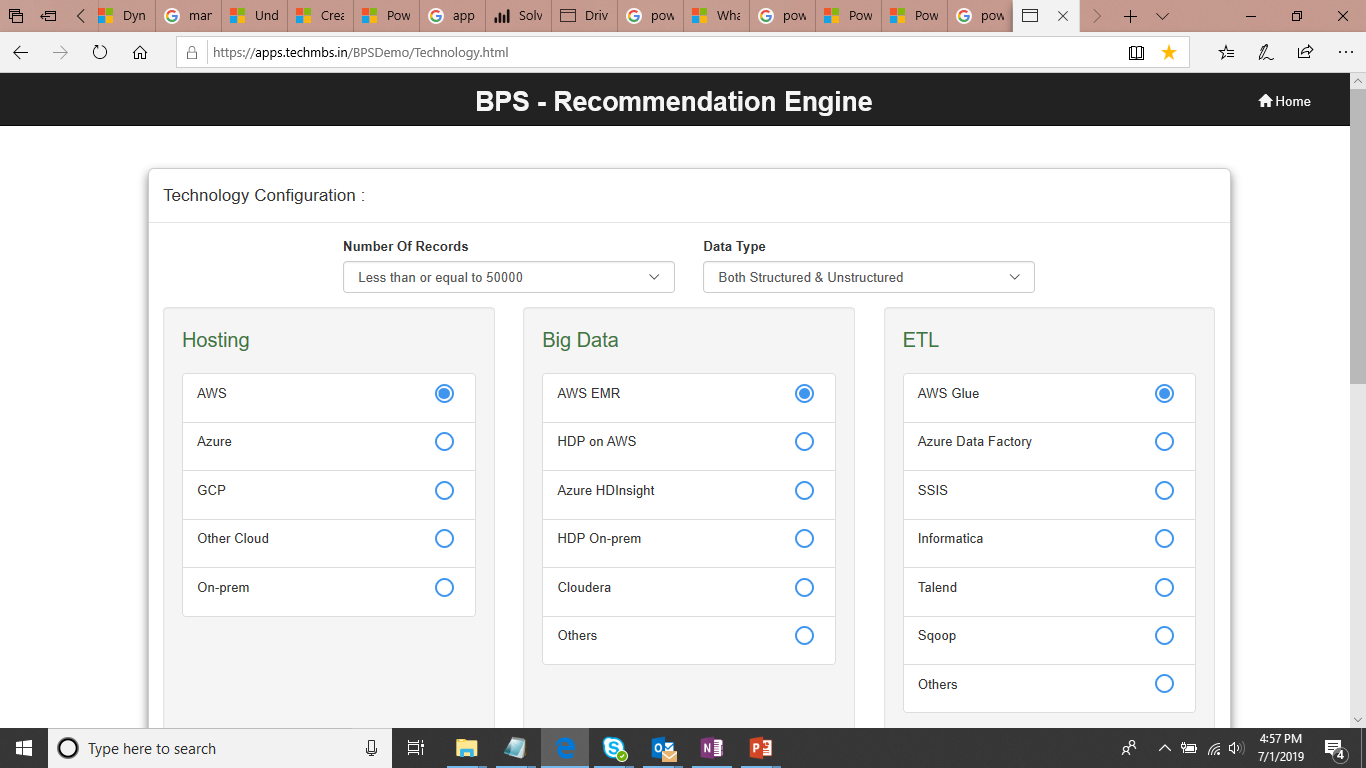 Dyn
mar
Und
Crea
Pow
app
Solv
Driv
pow
Wha
pow
Pow
Pow
pow
https://apps.techmbs.in/BPSDemo/Technology.html
BPS - Recommendation Engine
Home
Technology Configuration :
Number Of Records
Data Type
Less than or equal to 50000
Both Structured & Unstructured
Hosting
AWS
Azure
GCP
Other Cloud
On-prem
Big Data
AWS EMR
HDP on AWS
Azure HDInsight
HDP On-prem
Cloudera
Others
ETL
AWS Glue
Azure Data Factory
SSIS
Informatica
Talend
Sqoop
Others
Type here to search
4:57 PM
7/1/2019
4